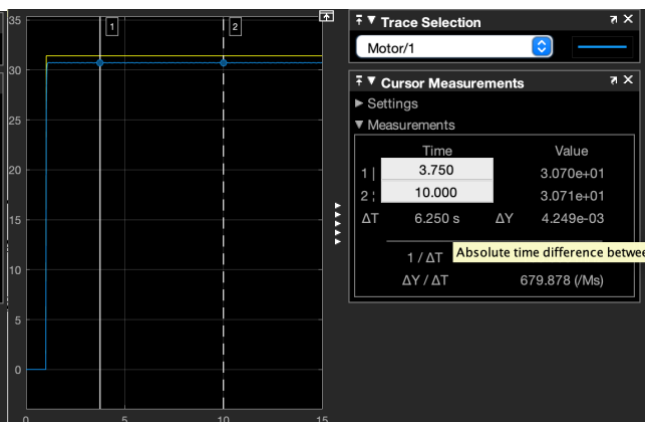 35
30
25
20
15
10
5
0
0 5 10 15
1
2
Trace Selection
Motor/1
Cursor Measurements
Settings
Measurements
Time Value
1 | 3.750 3.070e+01
2 ¦ 10.000 3.071e+01
ΔT 6.250 s ΔY 4.249e-03
1 / ΔT Absolute time difference betwee
ΔY / ΔT 679.878 (/Ms)